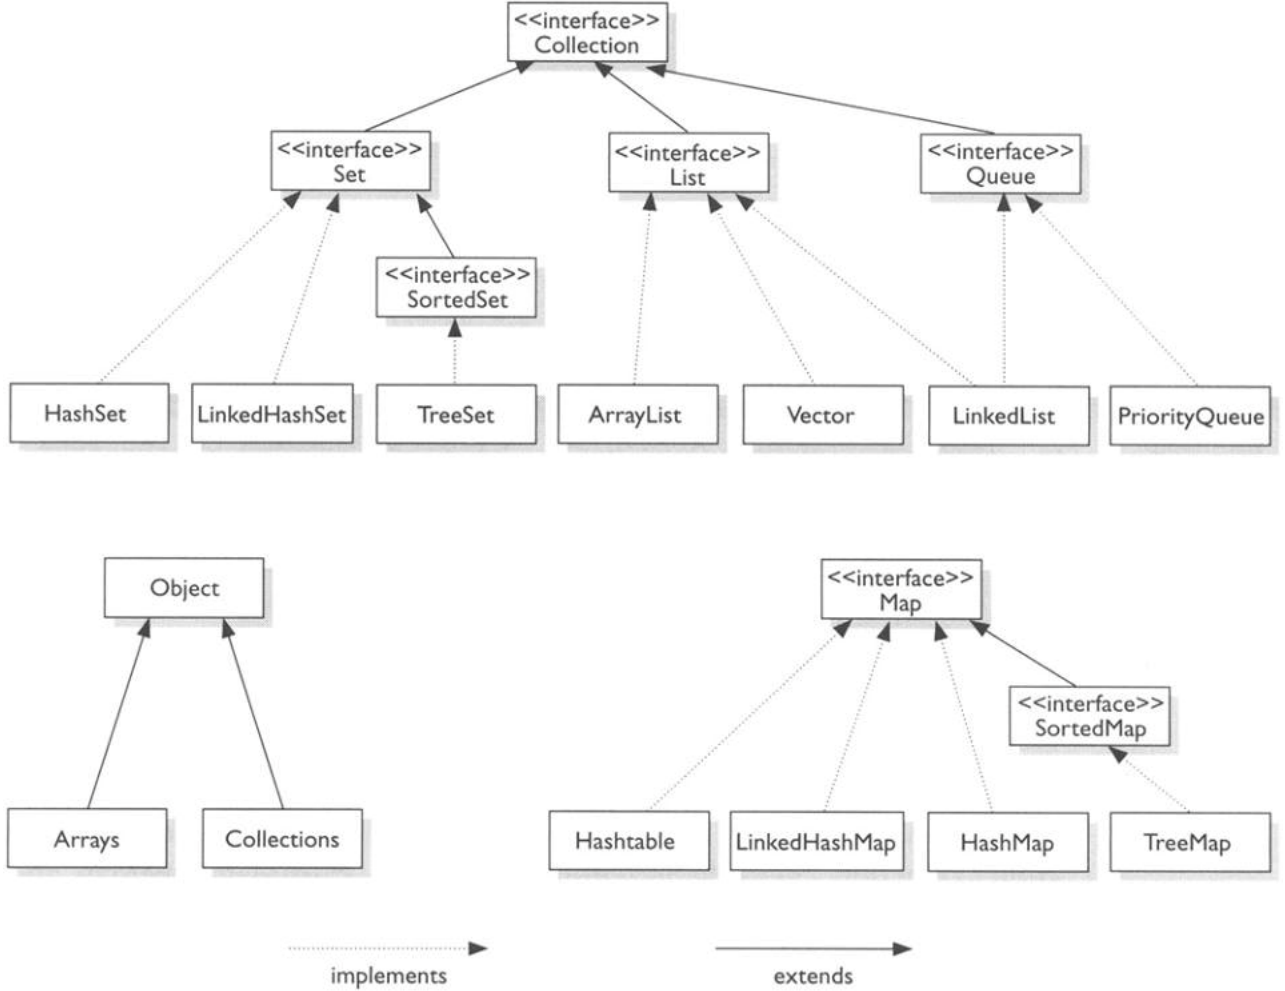 <<interface>>
Collection
<<interface>>
Set
<<interface>>
List
<<interface>>
Queue
<<interface>>
SortedSet
HashSet
LinkedHashSet
TreeSet
ArrayList
Vector
LinkedList
PriorityQueue
Object
<<interface>>
Map
<<interface>>
SortedMap
Arrays
Collections
Hashtable
LinkedHashMap
HashMap
TreeMap
implements
extends